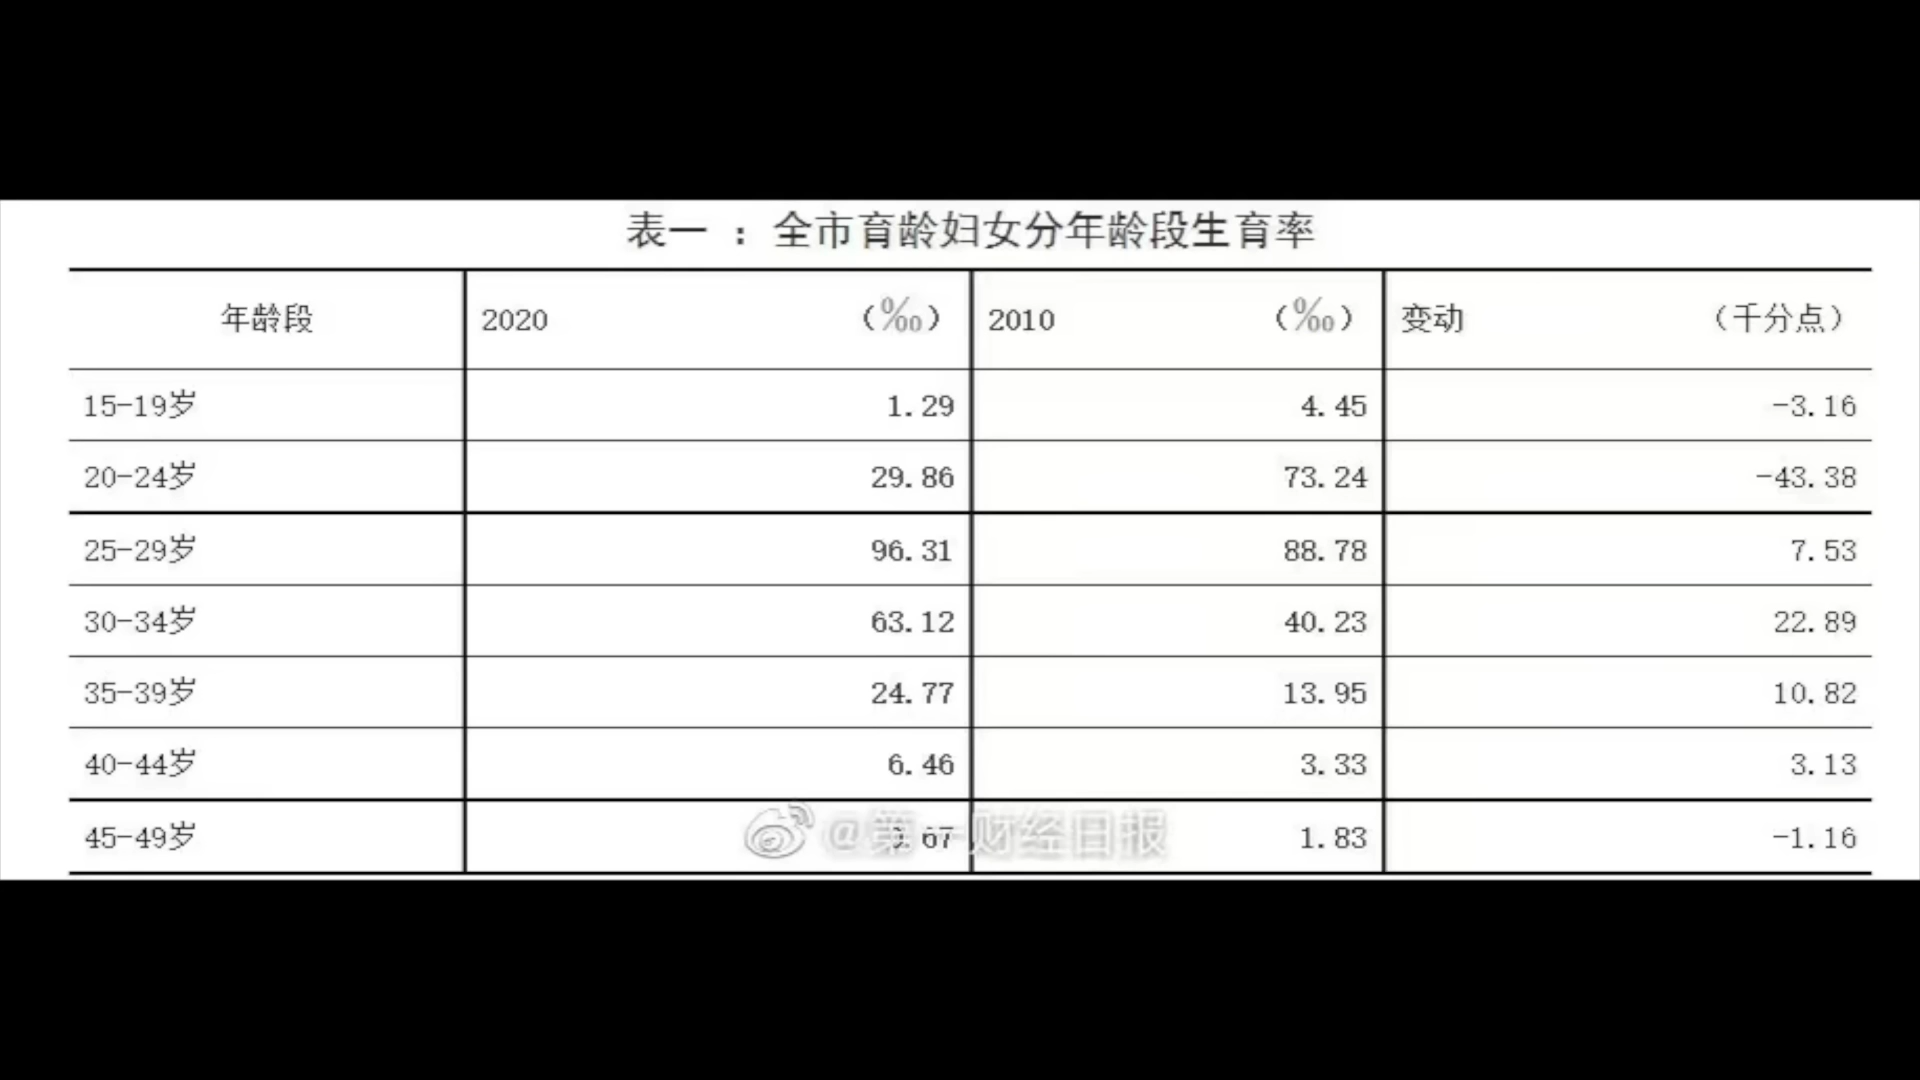 表一 ：全市育龄妇女分年龄段生育率
年龄段 2020 （‰） 2010 （‰） 变动 （千分点）
15-19岁 1.29 4.45 -3.16
20-24岁 29.86 73.24 -43.38
25-29岁 96.31 88.78 7.53
30-34岁 63.12 40.23 22.89
35-39岁 24.77 13.95 10.82
40-44岁 6.46 3.33 3.13
45-49岁 0.67 1.83 -1.16
@第一财经日报